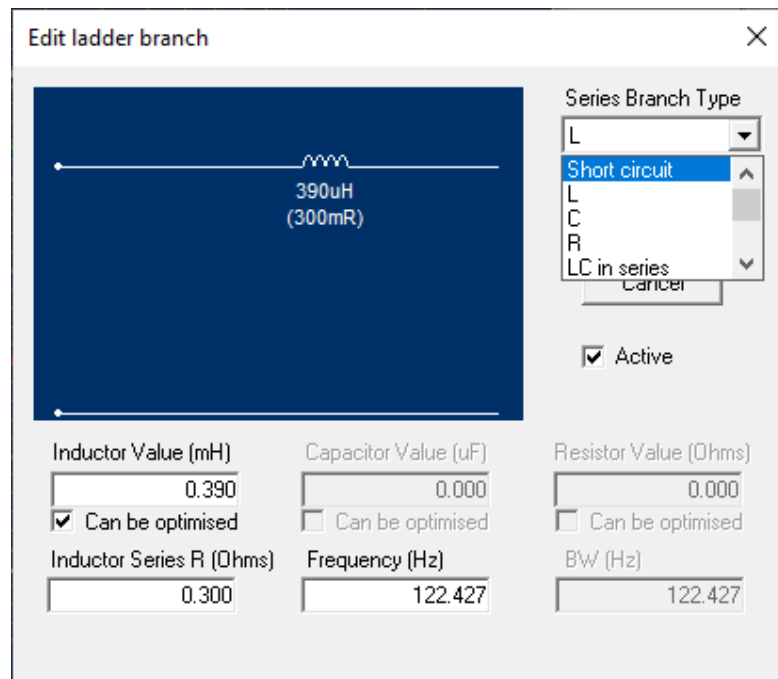 Edit ladder branch
Series Branch Type
L
Short circuit
L
C
R
LC in series
Cancel
390uH
(300mR)
Active
Inductor Value (mH)
Capacitor Value (uF)
Resistor Value (Ohms)
0.390
0.000
0.000
Can be optimised
Can be optimised
Can be optimised
Inductor Series R (Ohms)
Frequency (Hz)
BW (Hz)
0.300
122.427
122.427